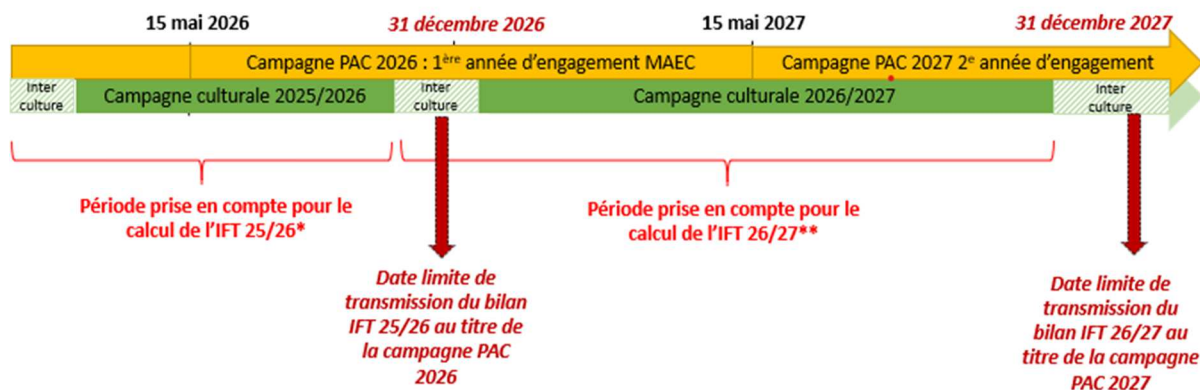 15 mai 2026
31 décembre 2026
15 mai 2027
31 décembre 2027
Campagne PAC 2026 : 1ère année d'engagement MAEC
Campagne PAC 2027 2e année d'engagement
Inter
culture
Campagne culturale 2025/2026
Inter
culture
Campagne culturale 2026/2027
Inter
culture
Période prise en compte pour le
calcul de l'IFT 25/26*
Période prise en compte pour le
calcul de l'IFT 26/27**
Date limite de
transmission du bilan
IFT 25/26 au titre de
la campagne PAC
2026
Date limite de
transmission du
bilan IFT 26/27 au
titre de la campagne
PAC 2027